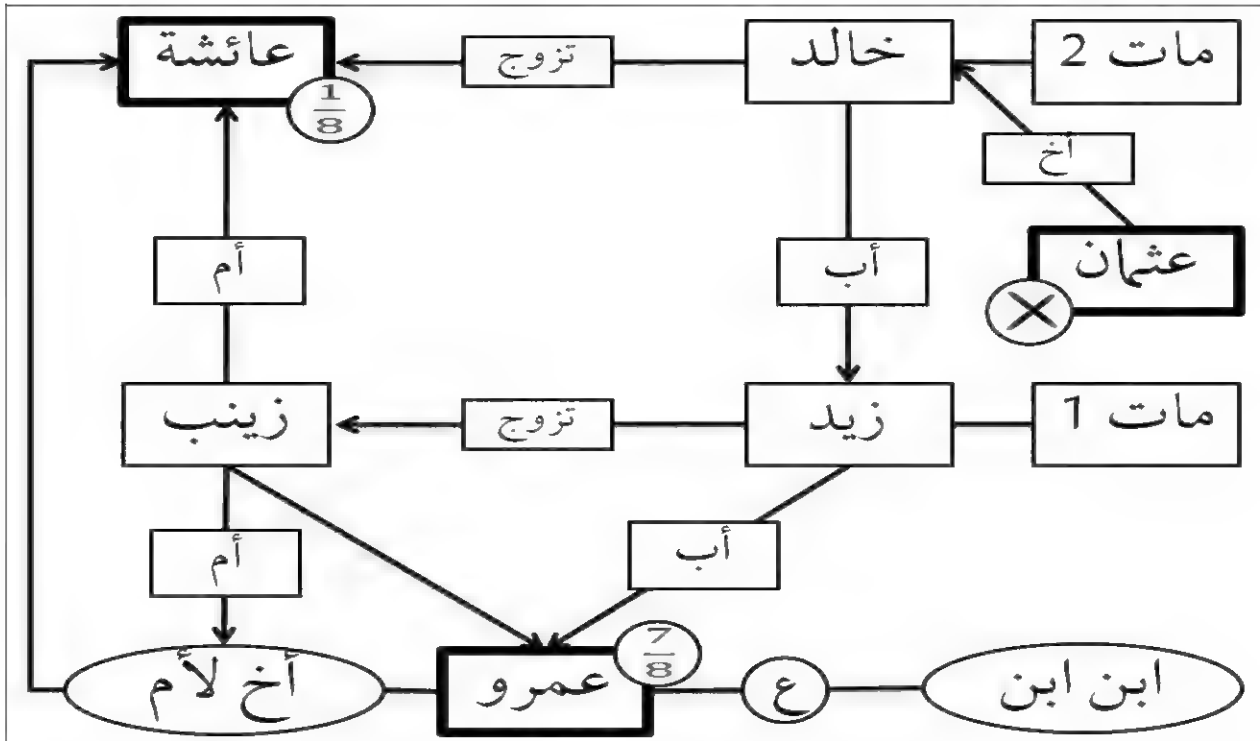 مات 2
خالد
تزوج
عائشة
1/8
أخ
عثمان
أب
أم
مات 1
زيد
تزوج
زينب
أب
أم
ابن ابن
ع
عمرو
7/8
أخ لأم